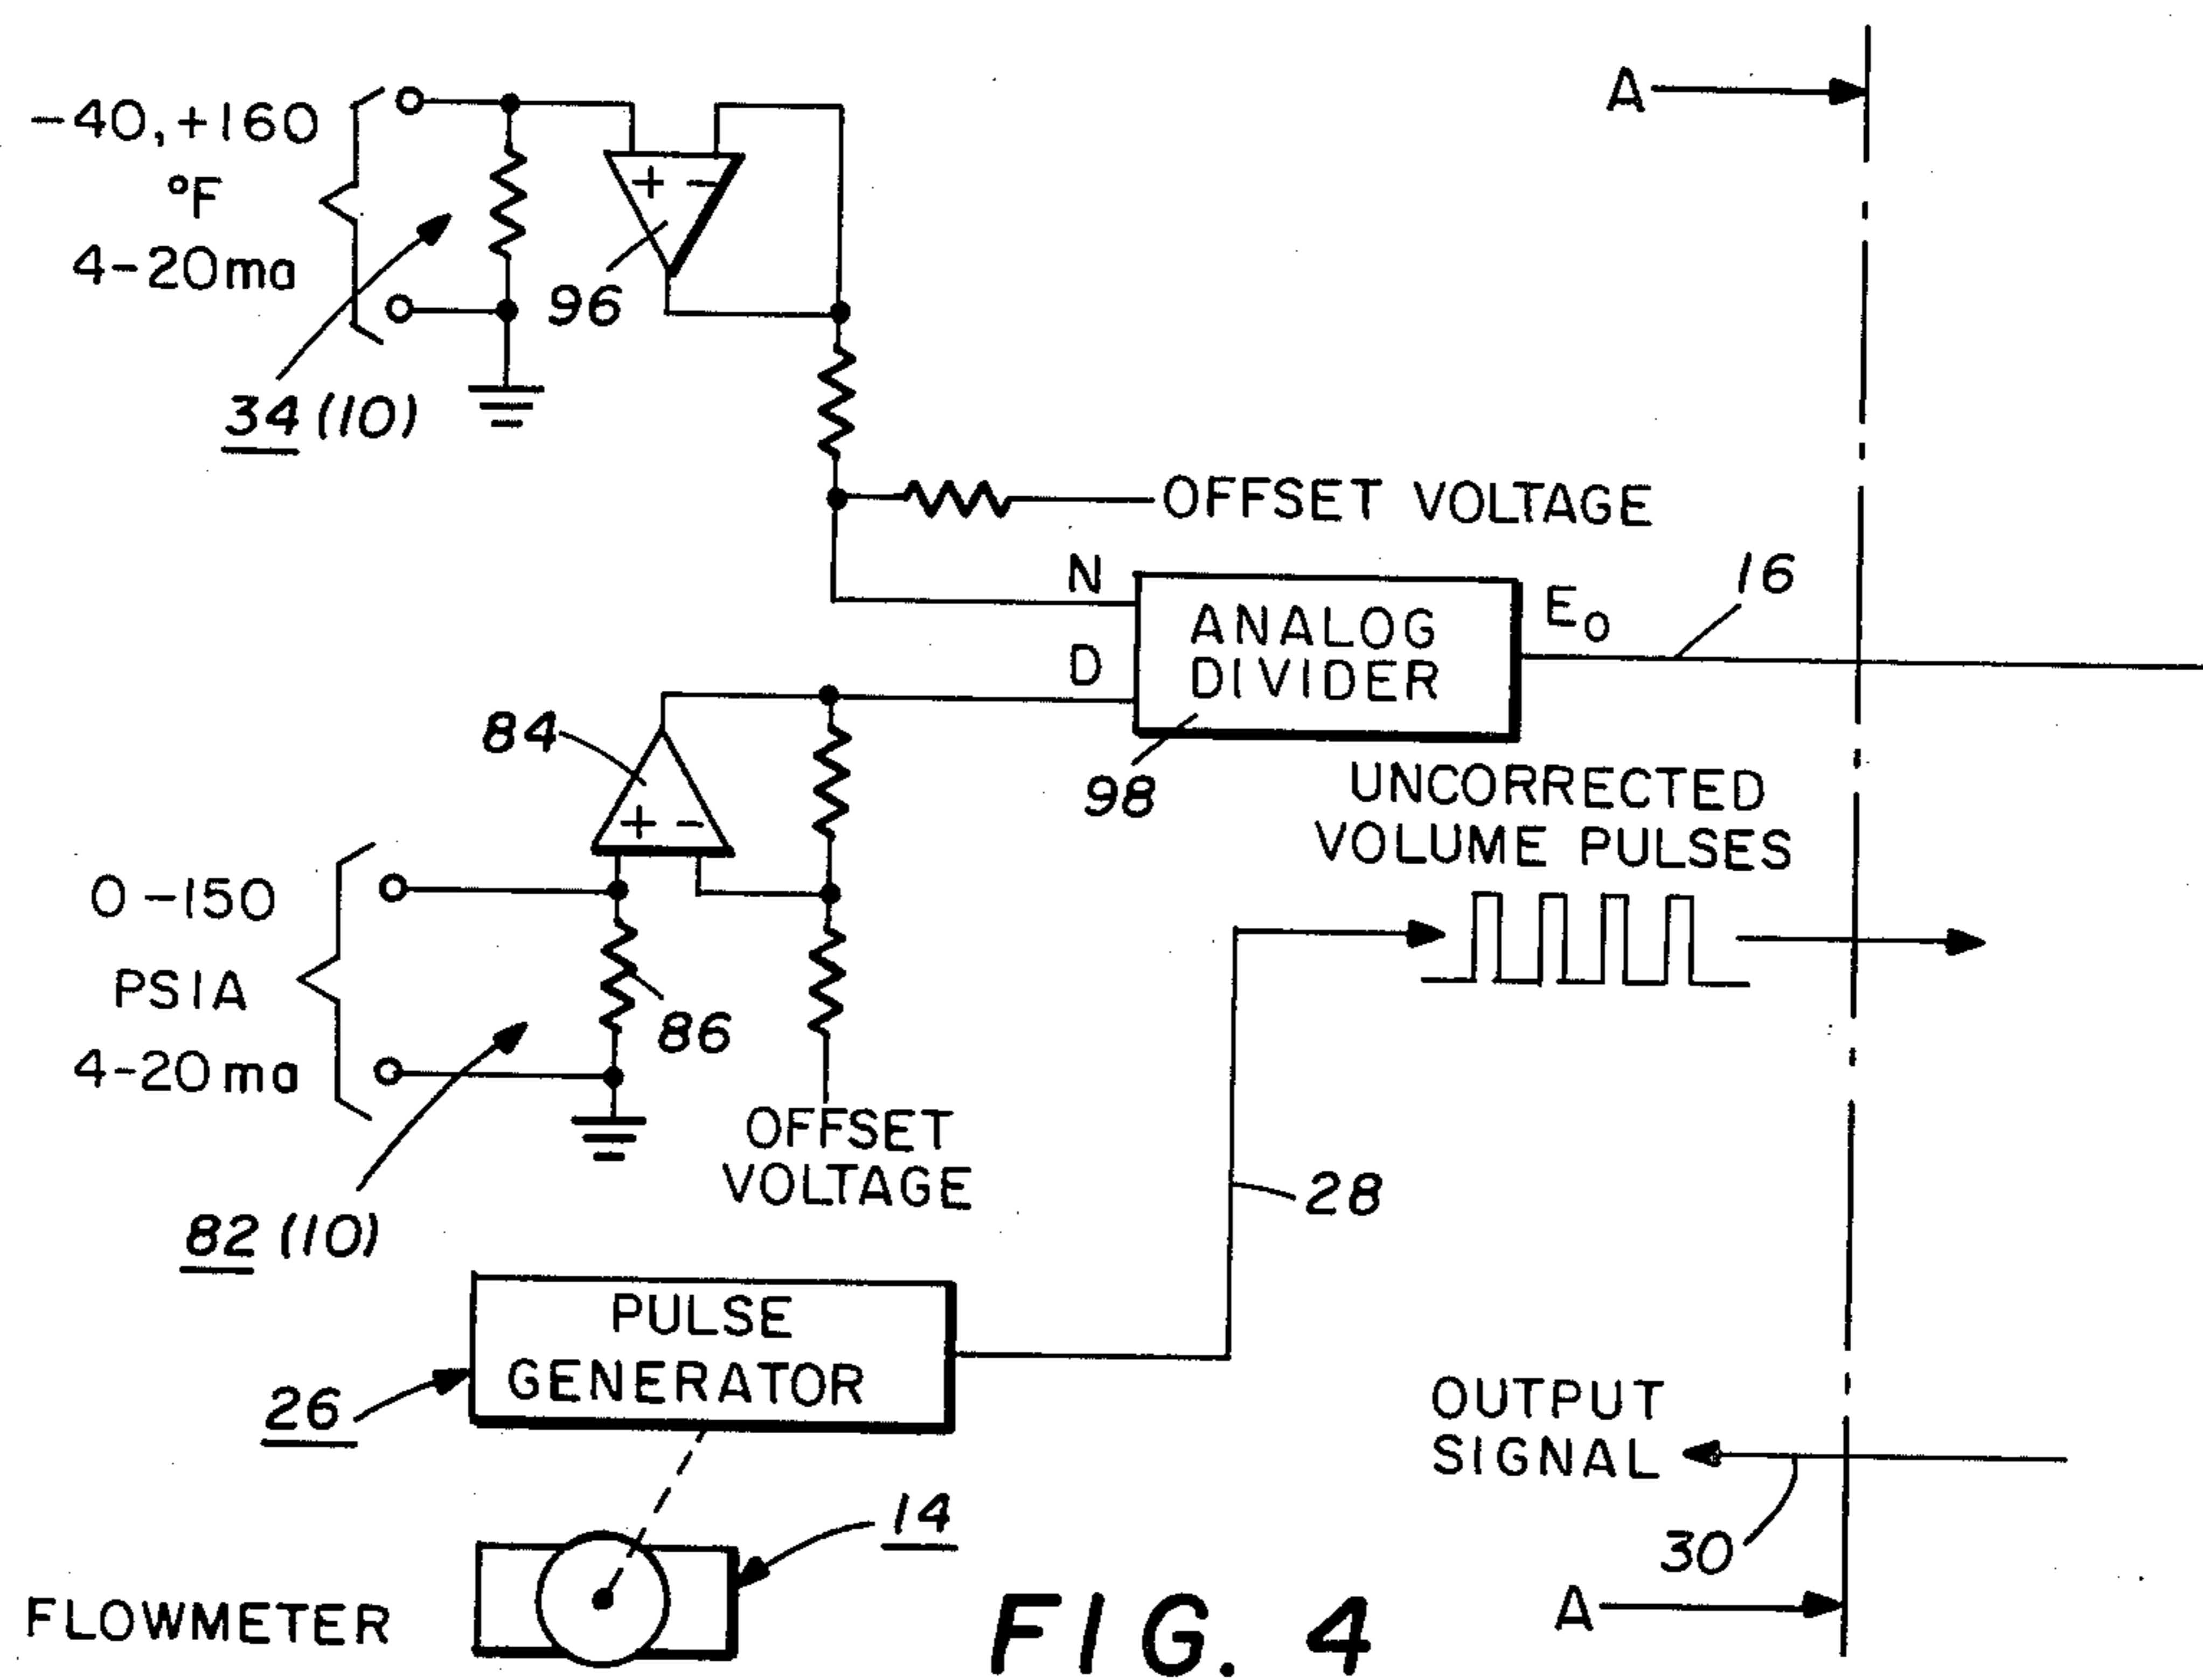 A
-40,+160
°F
4-20ma
+ -
96
34 (10)
OFFSET VOLTAGE
16
N
E0
ANALOG
DIVIDER
D
84
98
UNCORRECTED
VOLUME PULSES
+ -
0-150
PSIA
4-20ma
86
OFFSET
VOLTAGE
28
82 (10)
PULSE
GENERATOR
26
OUTPUT
SIGNAL
30
14
FLOWMETER
A
FIG. 4